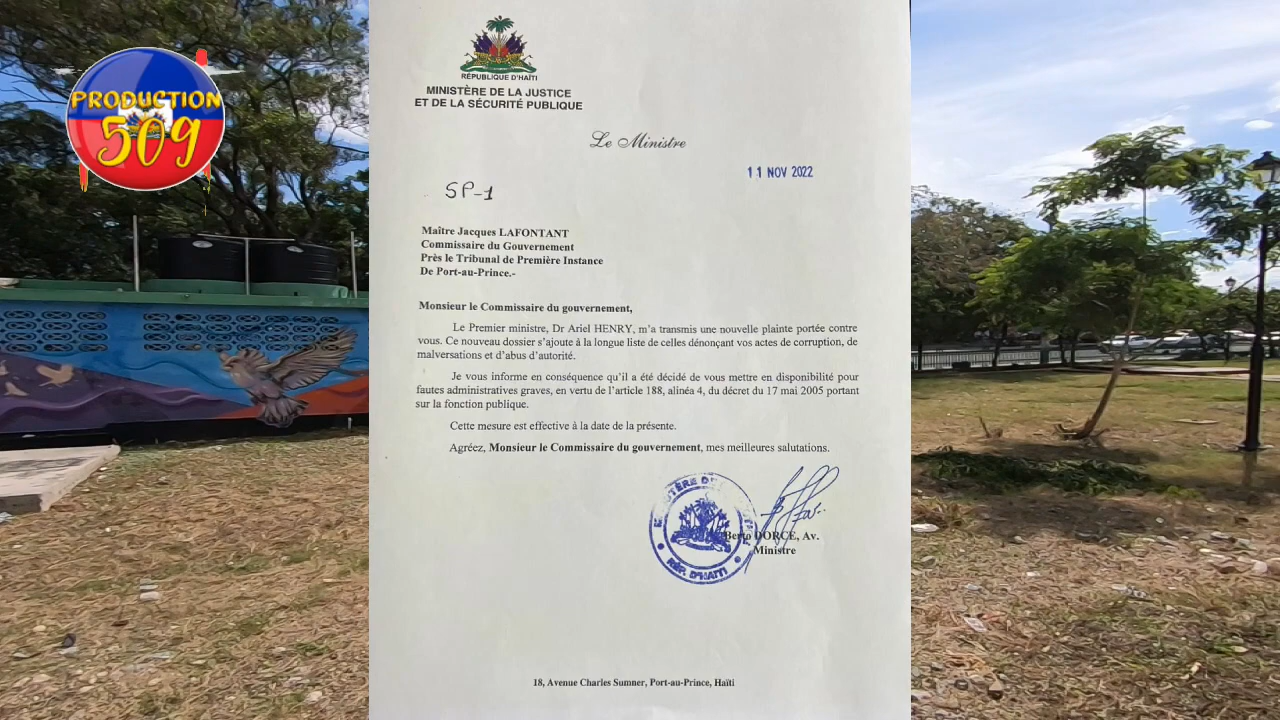 PRODUCTION
509
RÉPUBLIQUE D'HAÏTI
MINISTÈRE DE LA JUSTICE
ET DE LA SÉCURITÉ PUBLIQUE
Le Ministre
11 NOV 2022
SP-1
Maître Jacques LAFONTANT
Commissaire du Gouvernement
Près le Tribunal de Première Instance
De Port-au-Prince.-
Monsieur le Commissaire du gouvernement,
Le Premier ministre, Dr Ariel HENRY, m'a transmis une nouvelle plainte portée contre
vous. Ce nouveau dossier s'ajoute à la longue liste de celles dénonçant vos actes de corruption, de
malversations et d'abus d'autorité.
Je vous informe en conséquence qu'il a été décidé de vous mettre en disponibilité pour
fautes administratives graves, en vertu de l'article 188, alinéa 4, du décret du 17 mai 2005 portant
sur la fonction publique.
Cette mesure est effective à la date de la présente.
Agréez, Monsieur le Commissaire du gouvernement, mes meilleures salutations.
RÉP. D'HAITI
Berto DORCÉ, Av.
Ministre
18, Avenue Charles Sumner, Port-au-Prince, Haïti